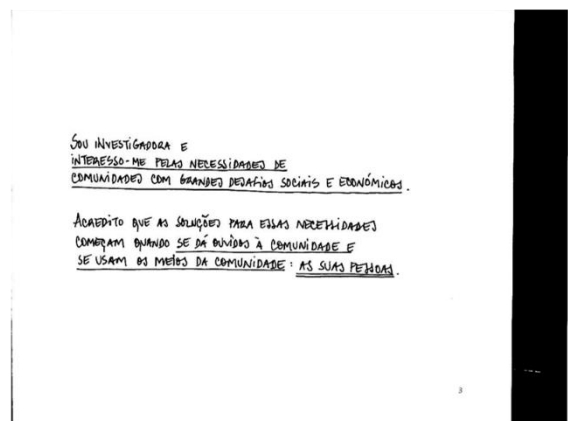 SOU INVESTIGADORA E
INTERESSO-ME PELAS NECESSIDADES DE
COMUNIDADES COM GRANDES DESAFIOS SOCIAIS E ECONÓMICOS.
ACREDITO QUE AS SOLUÇÕES PARA ESSAS NECESSIDADES
COMEÇAM QUANDO SE DÁ OUVIDOS À COMUNIDADE E
SE USAM OS MEIOS DA COMUNIDADE: AS SUAS PESSOAS.